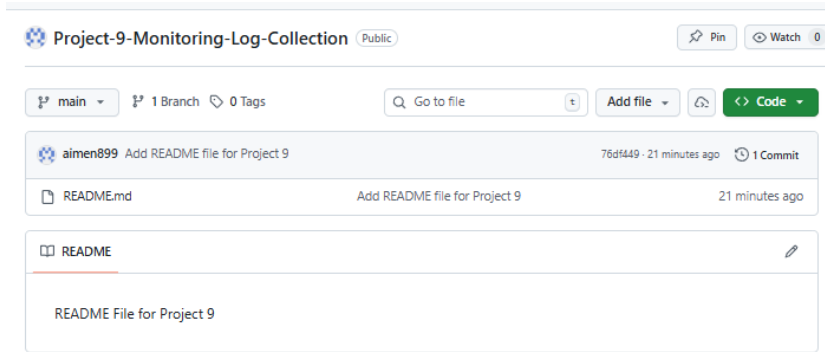 Project-9-Monitoring-Log-Collection Public Pin Watch 0
main 1 Branch 0 Tags Go to file t Add file <> Code
aimen899 Add README file for Project 9 76df449 · 21 minutes ago 1 Commit
README.md Add README file for Project 9 21 minutes ago
README
README File for Project 9